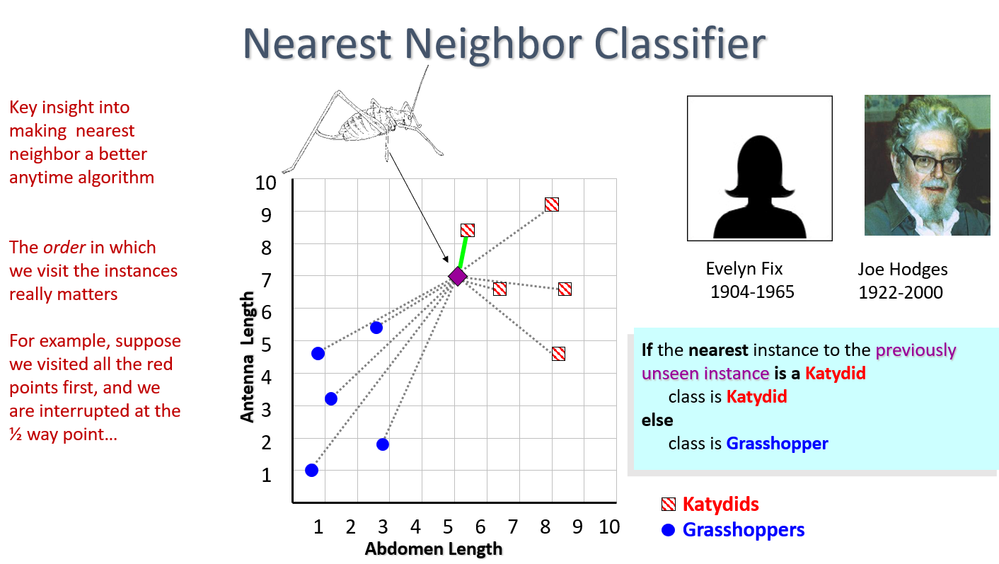 Nearest Neighbor Classifier
Key insight into
making nearest
neighbor a better
anytime algorithm
The order in which
we visit the instances
really matters
For example, suppose
we visited all the red
points first, and we
are interrupted at the
½ way point…
10
9
8
7
6
5
4
3
2
1
Antenna Length
1 2 3 4 5 6 7 8 9 10
Abdomen Length
Evelyn Fix
1904-1965
Joe Hodges
1922-2000
If the nearest instance to the previously
unseen instance is a Katydid
class is Katydid
else
class is Grasshopper
Katydids
Grasshoppers